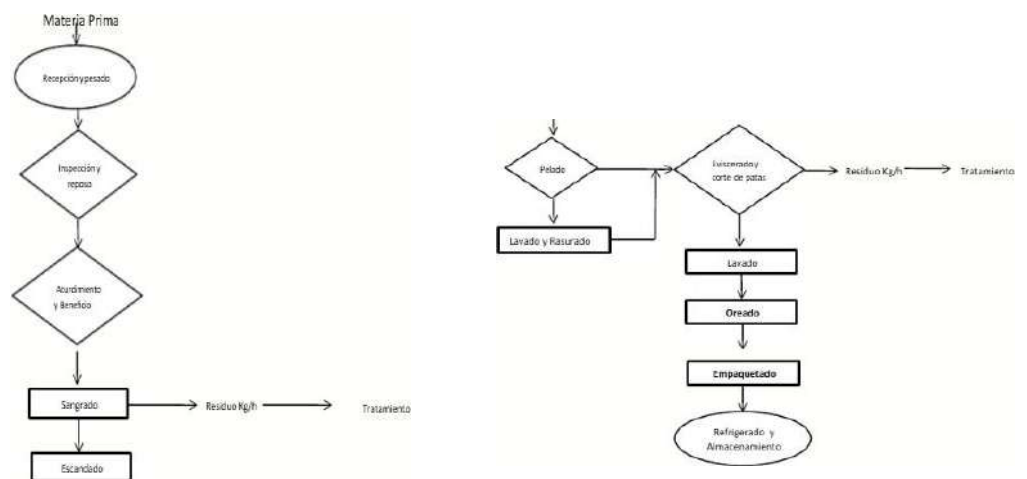 Materia Prima
Recepción y pesado
Inspección y
reposo
Aturdimiento
y Beneficio
Sangrado
Residuo Kg/h
Tratamiento
Escandado
Pelado
Lavado y Rasurado
Eviscerado y
corte de patas
Residuo Kg/h
Tratamiento
Lavado
Oreado
Empaquetado
Refrigerado y
Almacenamiento